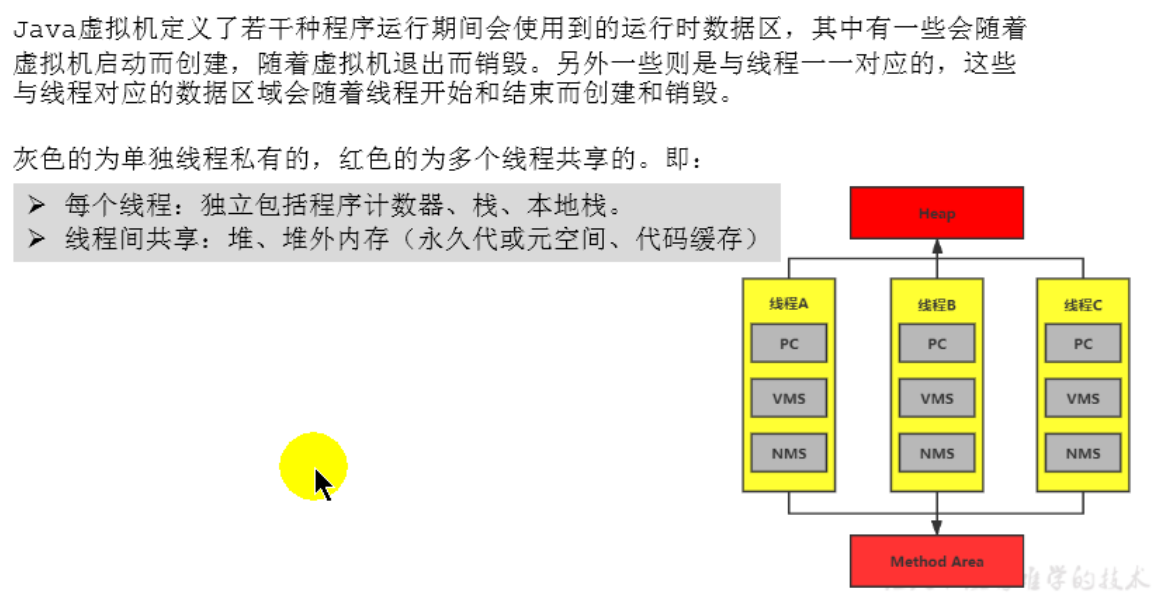 Java虚拟机定义了若干种程序运行期间会使用到的运行时数据区，其中有一些会随着
虚拟机启动而创建，随着虚拟机退出而销毁。另外一些则是与线程一一对应的，这些
与线程对应的数据区域会随着线程开始和结束而创建和销毁。
灰色的为单独线程私有的，红色的为多个线程共享的。即：
➢ 每个线程：独立包括程序计数器、栈、本地栈。
➢ 线程间共享：堆、堆外内存（永久代或元空间、代码缓存）
Heap
线程A 线程B 线程C
PC PC PC
VMS VMS VMS
NMS NMS NMS
Method Area
学的技术